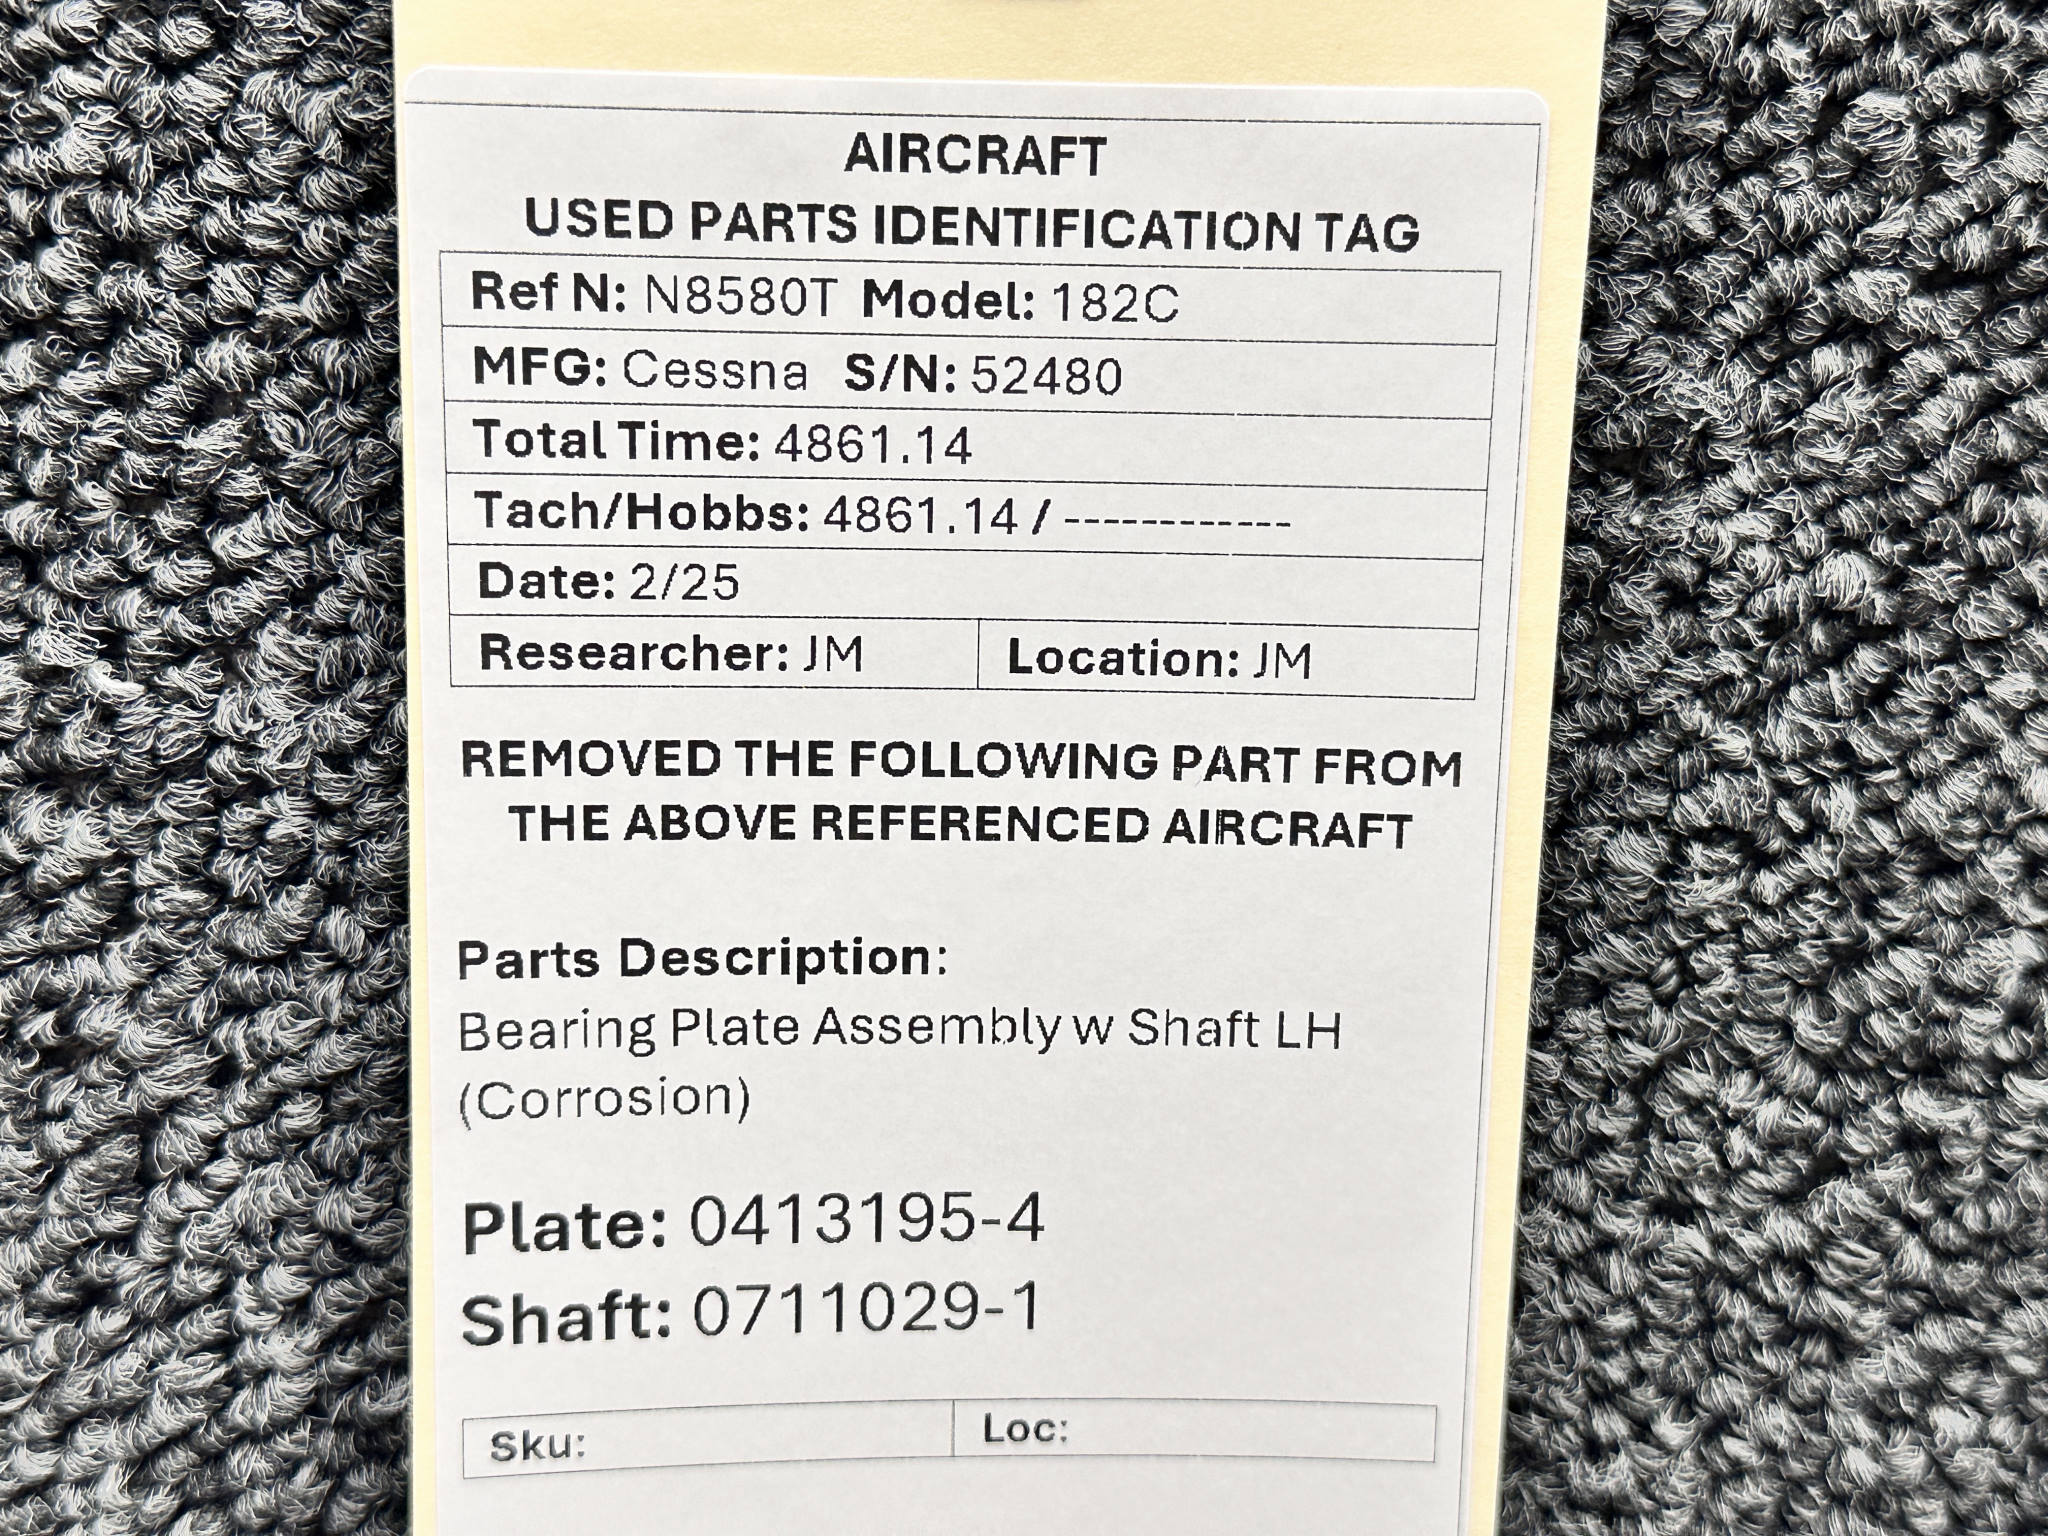 AIRCRAFT
USED PARTS IDENTIFICATION TAG
Ref N: N8580T Model: 182C
MFG: Cessna S/N: 52480
Total Time: 4861.14
Tach/Hobbs: 4861.14 / ------------
Date: 2/25
Researcher: JM Location: JM
REMOVED THE FOLLOWING PART FROM
THE ABOVE REFERENCED AIRCRAFT
Parts Description:
Bearing Plate Assembly w Shaft LH
(Corrosion)
Plate: 0413195-4
Shaft: 0711029-1
Sku: Loc: